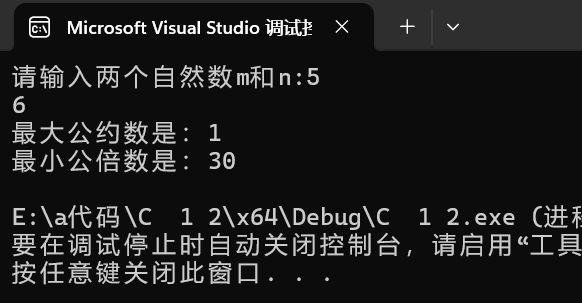 Microsoft Visual Studio 调试控
请输入两个自然数m和n:5
6
最大公约数是：1
最小公倍数是：30
E:\a代码\C  1 2\x64\Debug\C  1 2.exe（进程
要在调试停止时自动关闭控制台，请启用“工具
按任意键关闭此窗口. . .